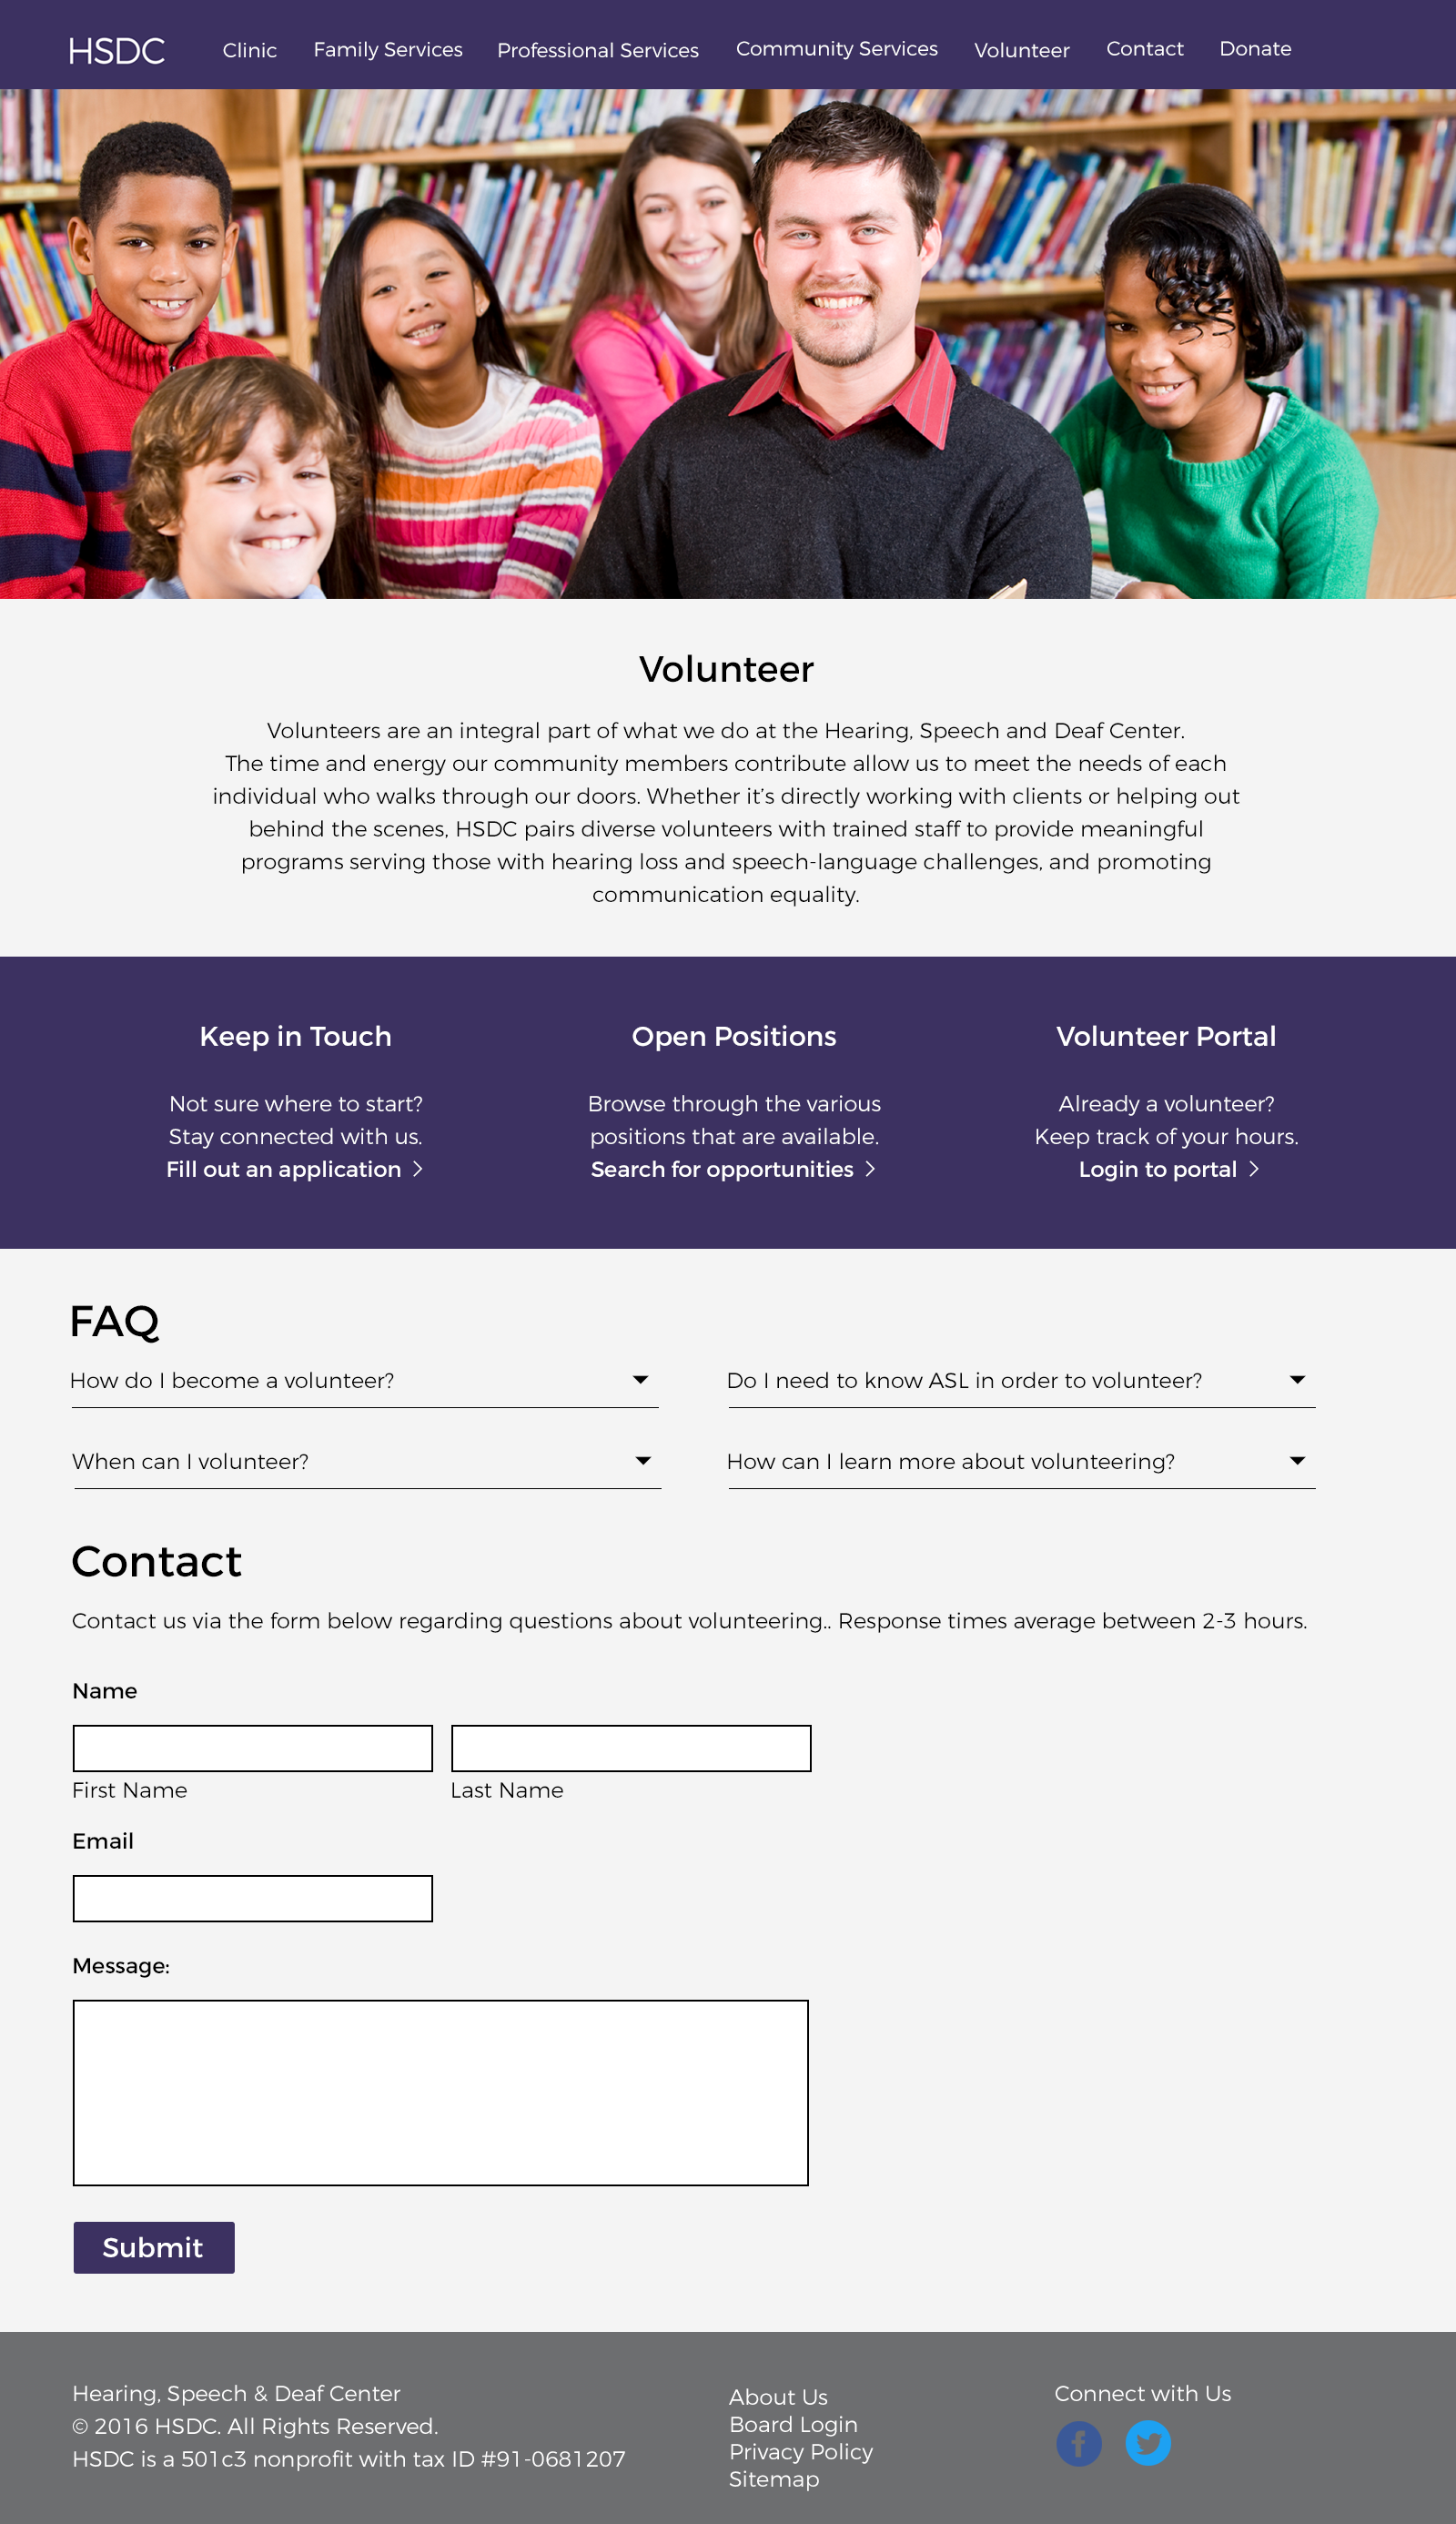 HSDC
Clinic
Family Services
Professional Services
Community Services
Volunteer
Contact
Donate
Volunteer
Volunteers are an integral part of what we do at the Hearing, Speech and Deaf Center.
The time and energy our community members contribute allow us to meet the needs of each
individual who walks through our doors. Whether it’s directly working with clients or helping out
behind the scenes, HSDC pairs diverse volunteers with trained staff to provide meaningful
programs serving those with hearing loss and speech-language challenges, and promoting
communication equality.
Keep in Touch
Not sure where to start?
Stay connected with us.
Fill out an application
Open Positions
Browse through the various
positions that are available.
Search for opportunities
Volunteer Portal
Already a volunteer?
Keep track of your hours.
Login to portal
FAQ
How do I become a volunteer?
Do I need to know ASL in order to volunteer?
When can I volunteer?
How can I learn more about volunteering?
Contact
Contact us via the form below regarding questions about volunteering.. Response times average between 2-3 hours.
Name
First Name
Last Name
Email
Message:
Submit
Hearing, Speech & Deaf Center
© 2016 HSDC. All Rights Reserved.
HSDC is a 501c3 nonprofit with tax ID #91-0681207
About Us
Board Login
Privacy Policy
Sitemap
Connect with Us